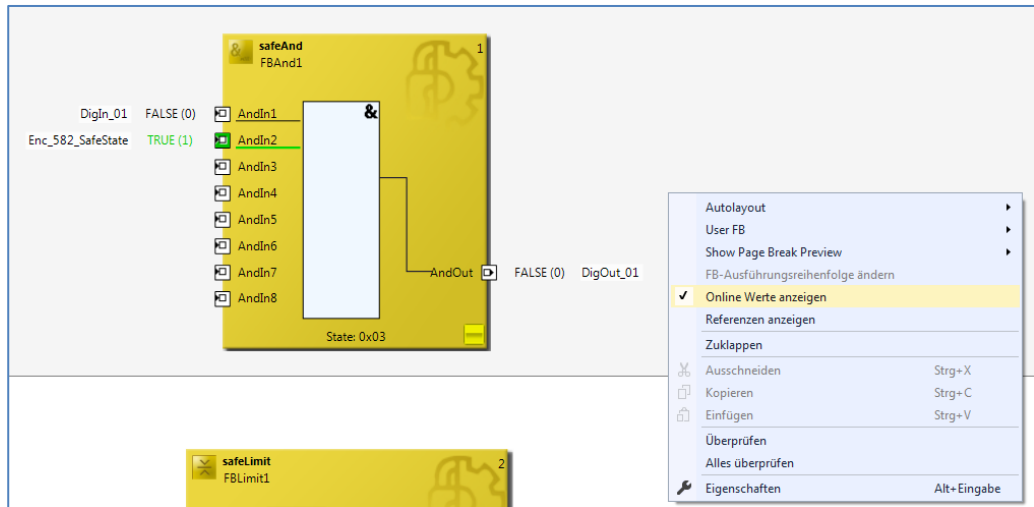 & safeAnd 1
FBAnd1
DigIn_01 FALSE (0) AndIn1 &
Enc_582_SafeState TRUE (1) AndIn2
AndIn3
AndIn4
AndIn5
AndIn6
AndIn7 AndOut FALSE (0) DigOut_01
AndIn8
State: 0x03
safeLimit 2
FBLimit1
Autolayout
User FB
Show Page Break Preview
FB-Ausführungsreihenfolge ändern
Online Werte anzeigen
Referenzen anzeigen
Zuklappen
Ausschneiden Strg+X
Kopieren Strg+C
Einfügen Strg+V
Überprüfen
Alles überprüfen
Eigenschaften Alt+Eingabe